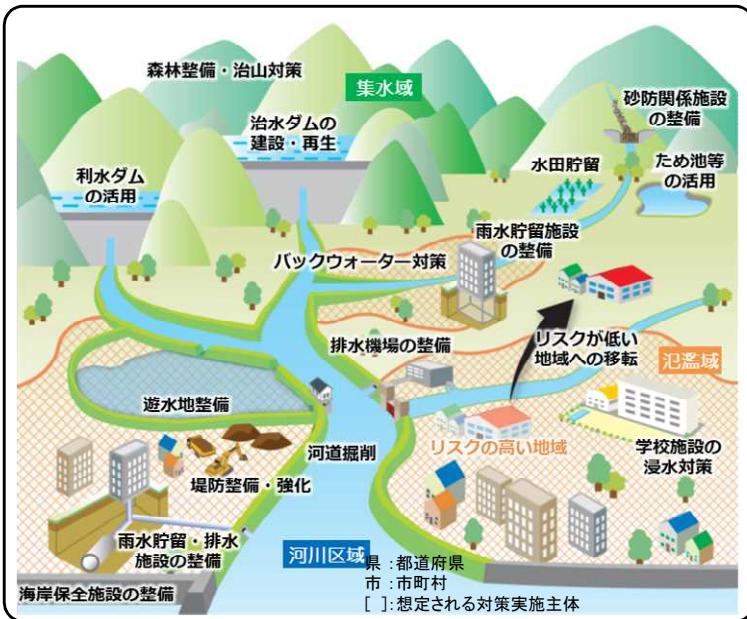 森林整備・治山対策
集水域
砂防関係施設
の整備
治水ダムの
建設・再生
水田貯留
ため池等
の活用
利水ダム
の活用
雨水貯留施設
の整備
バックウォーター対策
排水機場の整備
リスクが低い
地域への移転
氾濫域
遊水地整備
リスクの高い地域
学校施設の
浸水対策
河道掘削
堤防整備・強化
雨水貯留・排水
施設の整備
河川区域
海岸保全施設の整備
県 :都道府県
市 :市町村
[ ]:想定される対策実施主体